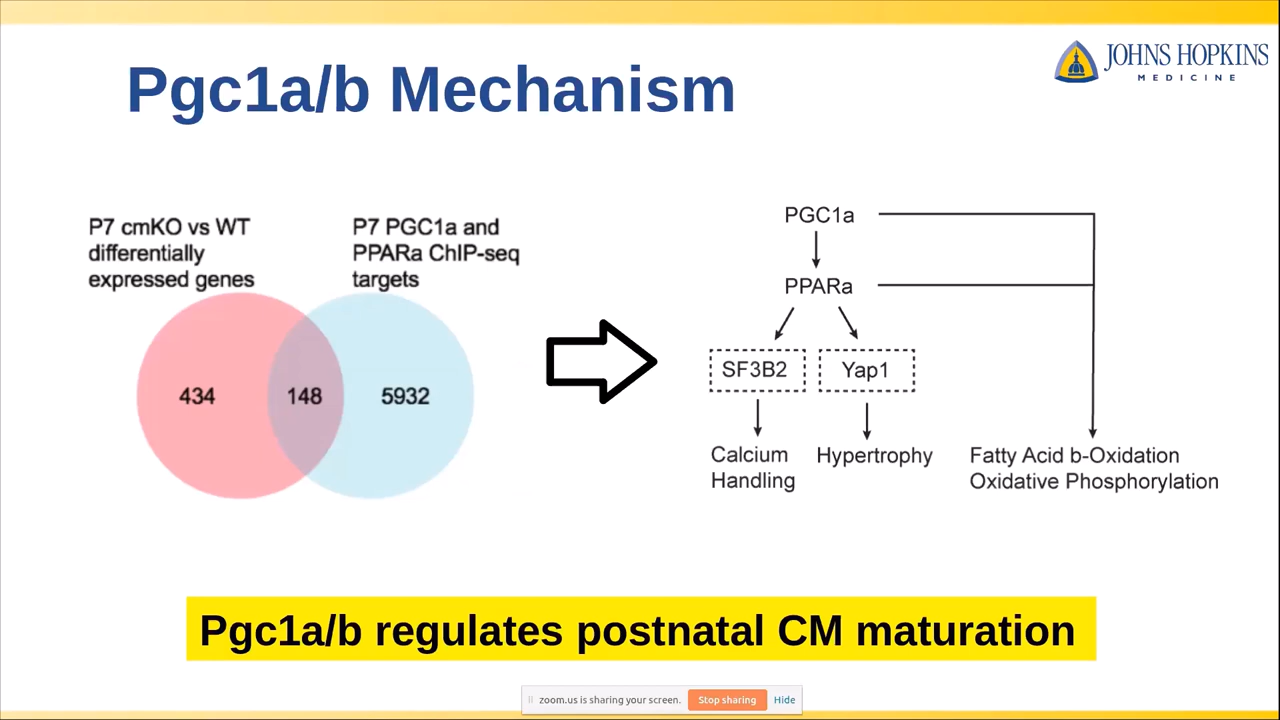 JOHNS HOPKINS
MEDICINE
Pgc1a/b Mechanism
P7 cmKO vs WT
differentially
expressed genes
P7 PGC1a and
PPARa ChIP-seq
targets
434
148
5932
PGC1a
PPARa
SF3B2
Yap1
Calcium
Handling
Hypertrophy
Fatty Acid b-Oxidation
Oxidative Phosphorylation
Pgc1a/b regulates postnatal CM maturation
zoom.us is sharing your screen.
Stop sharing
Hide